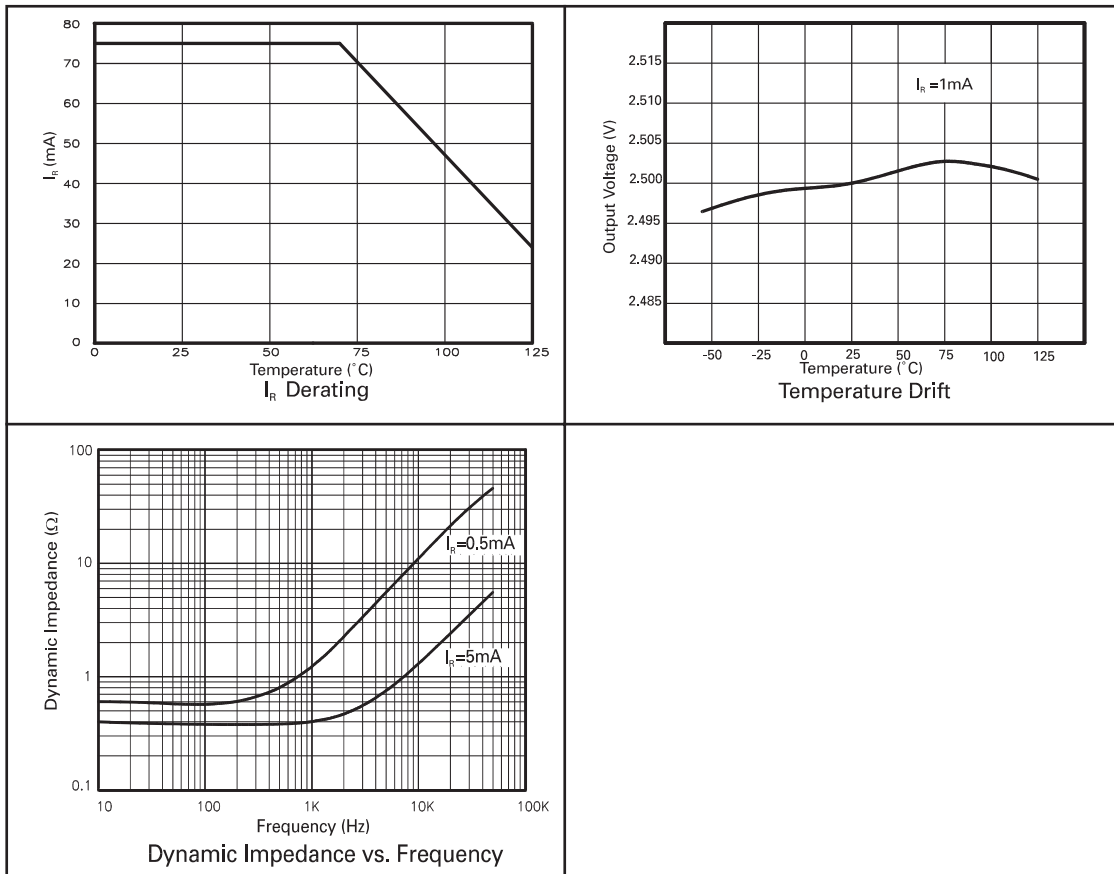 80
70
60
50
40
30
20
10
0
I_R (mA)
0 25 50 75 100 125
Temperature (°C)
I_R Derating
2.515
2.510
2.505
2.500
2.495
2.490
2.485
Output Voltage (V)
I_R =1mA
-50 -25 0 25 50 75 100 125
Temperature (°C)
Temperature Drift
100
10
1
0.1
Dynamic Impedance (Ω)
I_R=0.5mA
I_R=5mA
10 100 1K 10K 100K
Frequency (Hz)
Dynamic Impedance vs. Frequency